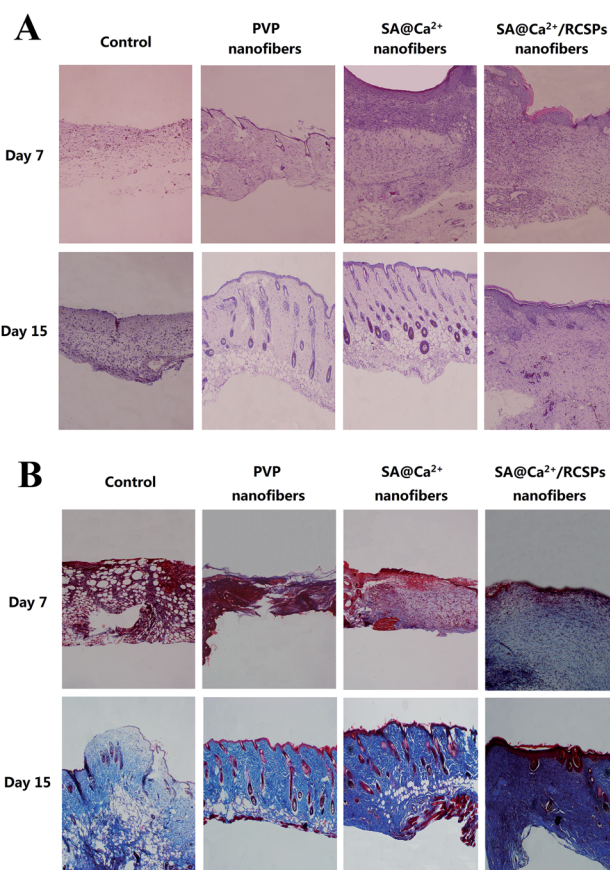 A
Control
PVP
nanofibers
SA@Ca²⁺
nanofibers
SA@Ca²⁺/RCSPs
nanofibers
Day 7
Day 15
B
Control
PVP
nanofibers
SA@Ca²⁺
nanofibers
SA@Ca²⁺/RCSPs
nanofibers
Day 7
Day 15